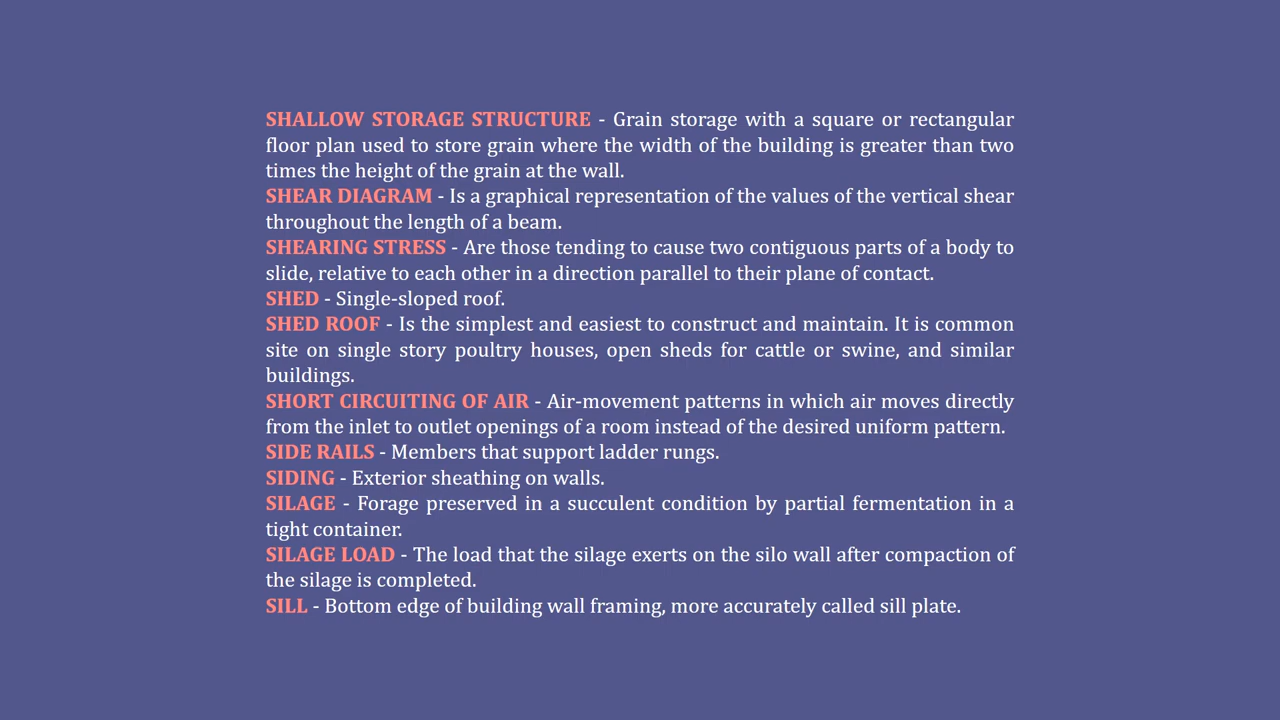 SHALLOW STORAGE STRUCTURE - Grain storage with a square or rectangular
floor plan used to store grain where the width of the building is greater than two
times the height of the grain at the wall.
SHEAR DIAGRAM - Is a graphical representation of the values of the vertical shear
throughout the length of a beam.
SHEARING STRESS - Are those tending to cause two contiguous parts of a body to
slide, relative to each other in a direction parallel to their plane of contact.
SHED - Single-sloped roof.
SHED ROOF - Is the simplest and easiest to construct and maintain. It is common
site on single story poultry houses, open sheds for cattle or swine, and similar
buildings.
SHORT CIRCUITING OF AIR - Air-movement patterns in which air moves directly
from the inlet to outlet openings of a room instead of the desired uniform pattern.
SIDE RAILS - Members that support ladder rungs.
SIDING - Exterior sheathing on walls.
SILAGE - Forage preserved in a succulent condition by partial fermentation in a
tight container.
SILAGE LOAD - The load that the silage exerts on the silo wall after compaction of
the silage is completed.
SILL - Bottom edge of building wall framing, more accurately called sill plate.